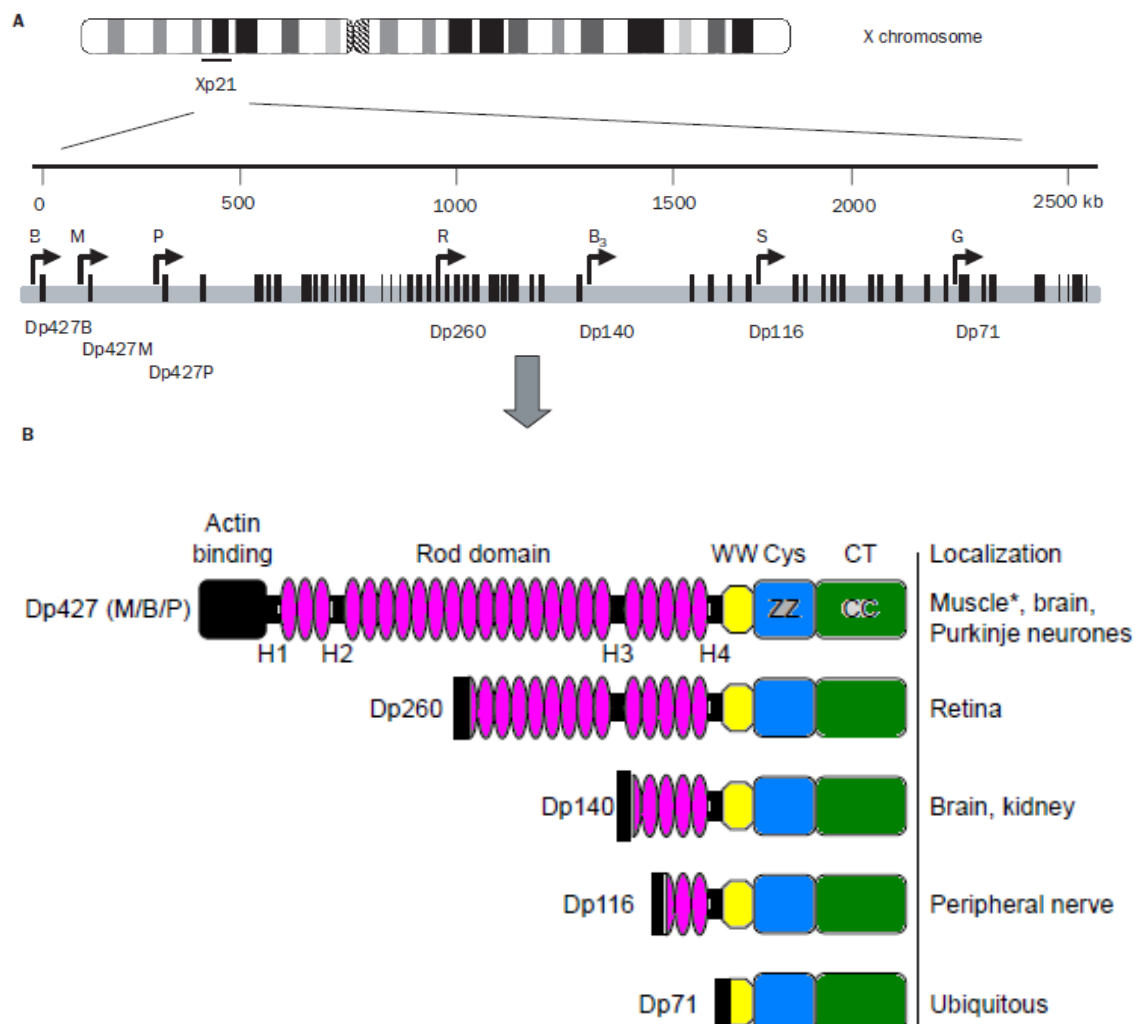 A
X chromosome
Xp21
0 500 1000 1500 2000 2500 kb
B M P R B3 S G
Dp427B Dp260 Dp140 Dp116 Dp71
Dp427M
Dp427P
B
Actin
binding Rod domain WW Cys CT Localization
Dp427 (M/B/P) ZZ CC Muscle*, brain,
Purkinje neurones
H1 H2 H3 H4
Dp260 Retina
Dp140 Brain, kidney
Dp116 Peripheral nerve
Dp71 Ubiquitous